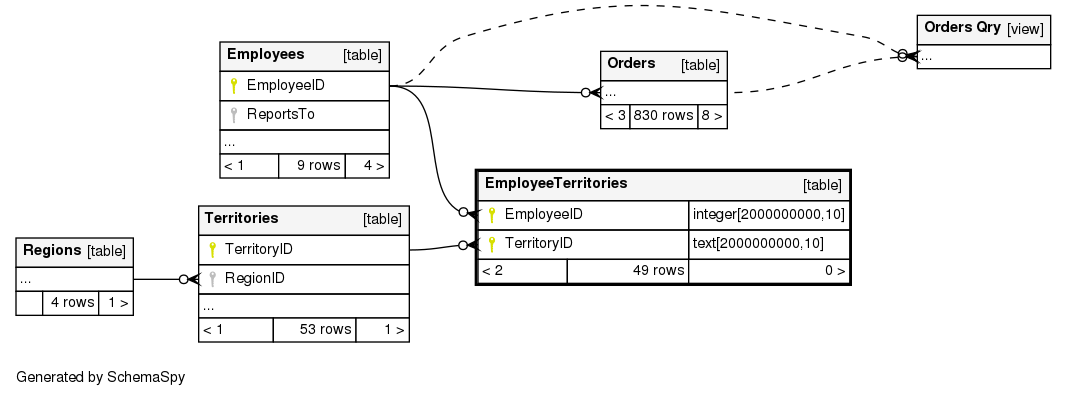 Orders Qry [view]
...
Employees [table]
EmployeeID
ReportsTo
...
< 1 9 rows 4 >
Orders [table]
...
< 3 830 rows 8 >
EmployeeTerritories [table]
EmployeeID integer[2000000000,10]
TerritoryID text[2000000000,10]
< 2 49 rows 0 >
Territories [table]
TerritoryID
RegionID
...
< 1 53 rows 1 >
Regions [table]
...
4 rows 1 >
Generated by SchemaSpy